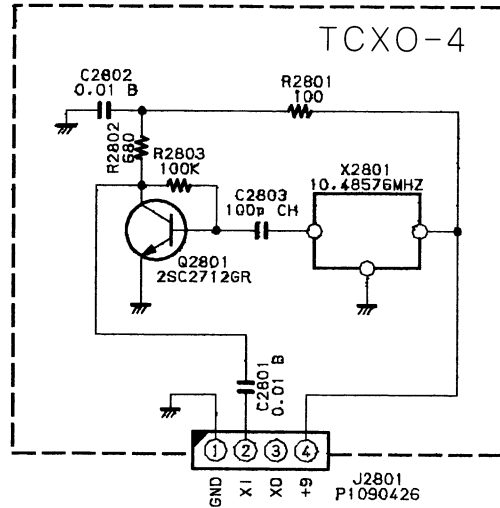 TCXO-4
C2802
0.01 B
R2801
100
R2802
680
R2803
100K
C2803
100p CH
X2801
10.48576MHZ
Q2801
2SC2712GR
C2801
0.01 B
1 2 3 4
GND XI XO +9
J2801
P1090426